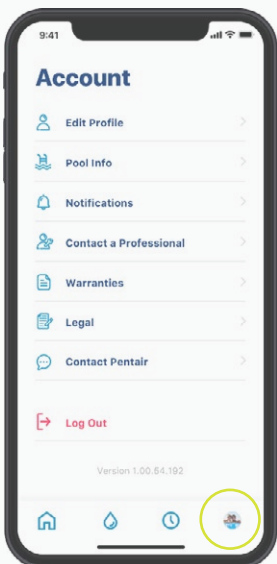 9:41
Account
Edit Profile
Pool Info
Notifications
Contact a Professional
Warranties
Legal
Contact Pentair
Log Out
Version 1.00.64.192